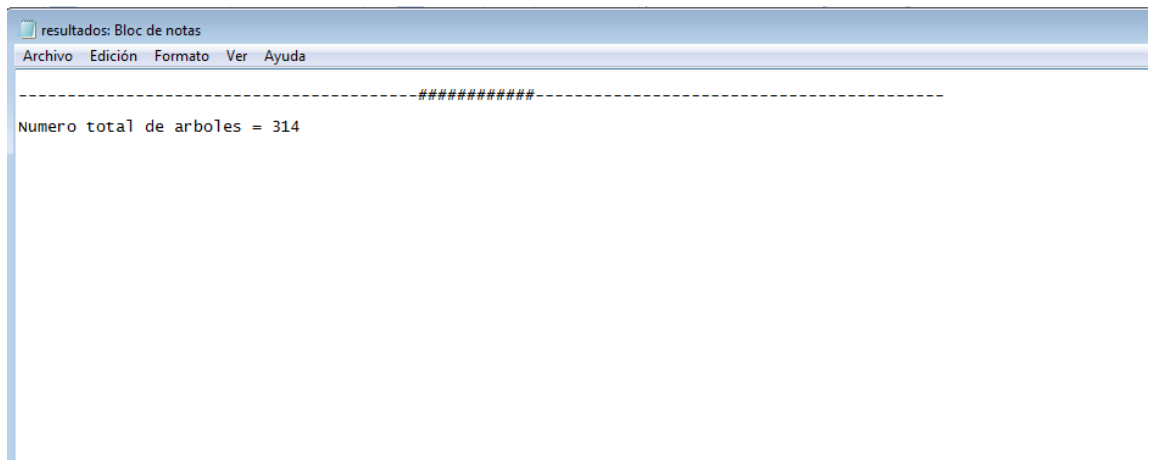 resultados: Bloc de notas
Archivo Edición Formato Ver Ayuda
-----------------------------------------############------------------------------------------
Numero total de arboles = 314